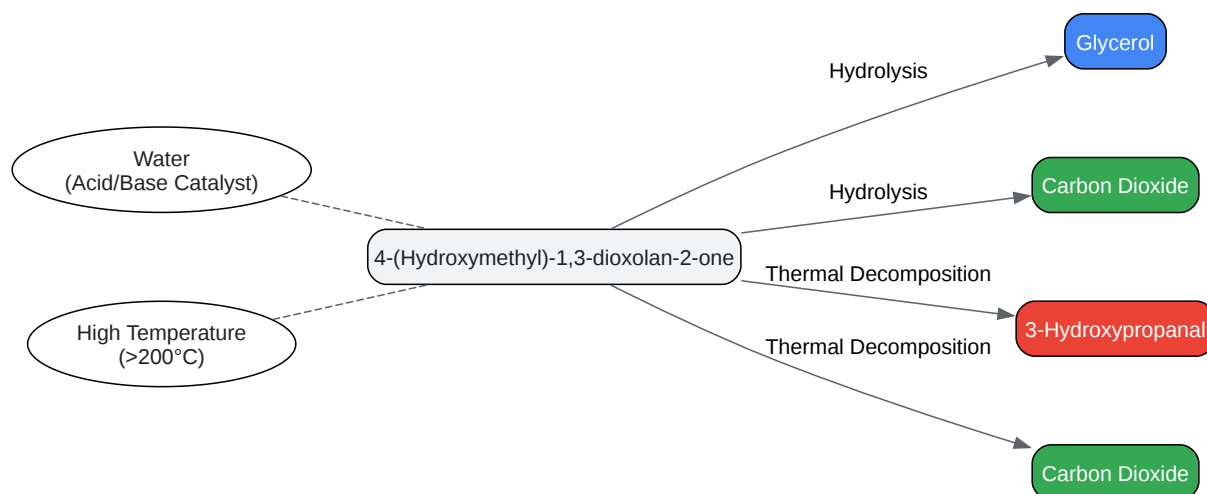 Glycerol
Hydrolysis
Water
(Acid/Base Catalyst)
Carbon Dioxide
Hydrolysis
4-(Hydroxymethyl)-1,3-dioxolan-2-one
Thermal Decomposition
High Temperature
(>200°C)
3-Hydroxypropanal
Thermal Decomposition
Carbon Dioxide